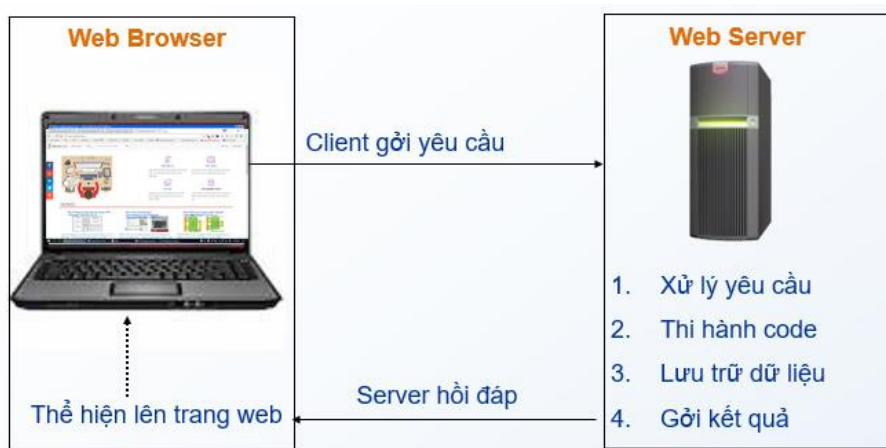 Web Browser
Web Server
Client gởi yêu cầu
1. Xử lý yêu cầu
2. Thi hành code
3. Lưu trữ dữ liệu
4. Gởi kết quả
Server hồi đáp
Thể hiện lên trang web